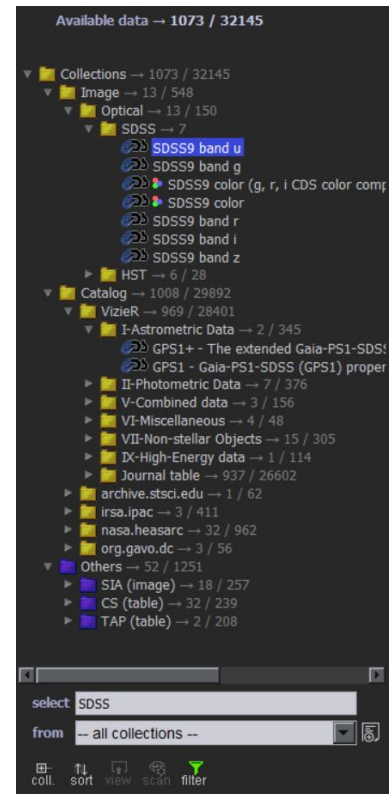 Available data → 1073 / 32145
Collections → 1073 / 32145
Image → 13 / 548
Optical → 13 / 150
SDSS → 7
SDSS9 band u
SDSS9 band g
SDSS9 color (g, r, i CDS color comp
SDSS9 color
SDSS9 band r
SDSS9 band i
SDSS9 band z
HST → 6 / 28
Catalog → 1008 / 29892
VizieR → 969 / 28401
I-Astrometric Data → 2 / 345
GPS1+ - The extended Gaia-PS1-SDS
GPS1 - Gaia-PS1-SDSS (GPS1) proper
II-Photometric Data → 7 / 376
V-Combined data → 3 / 156
VI-Miscellaneous → 4 / 48
VII-Non-stellar Objects → 15 / 305
IX-High-Energy data → 1 / 114
Journal table → 937 / 26602
archive.stsci.edu → 1 / 62
irsa.ipac → 3 / 411
nasa.heasarc → 32 / 962
org.gavo.dc → 3 / 56
Others → 52 / 1251
SIA (image) → 18 / 257
CS (table) → 32 / 239
TAP (table) → 2 / 208
select SDSS
from -- all collections --
coll. sort view scan filter